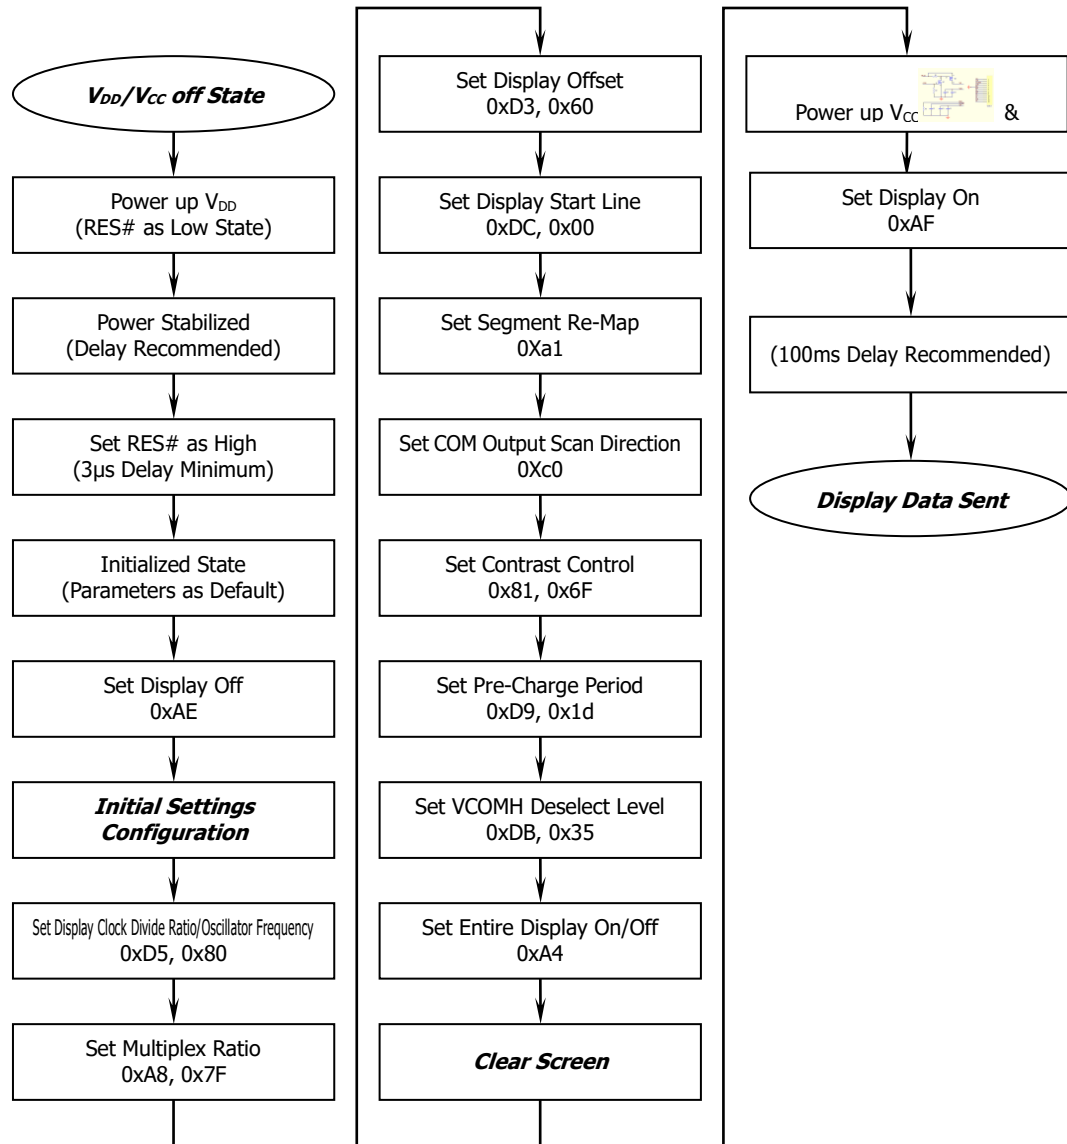 VDD/VCC off State
Power up VDD
(RES# as Low State)
Power Stabilized
(Delay Recommended)
Set RES# as High
(3μs Delay Minimum)
Initialized State
(Parameters as Default)
Set Display Off
0xAE
Initial Settings
Configuration
Set Display Clock Divide Ratio/Oscillator Frequency
0xD5, 0x80
Set Multiplex Ratio
0xA8, 0x7F
Set Display Offset
0xD3, 0x60
Set Display Start Line
0xDC, 0x00
Set Segment Re-Map
0Xa1
Set COM Output Scan Direction
0Xc0
Set Contrast Control
0x81, 0x6F
Set Pre-Charge Period
0xD9, 0x1d
Set VCOMH Deselect Level
0xDB, 0x35
Set Entire Display On/Off
0xA4
Clear Screen
Power up VCC &
Set Display On
0xAF
(100ms Delay Recommended)
Display Data Sent